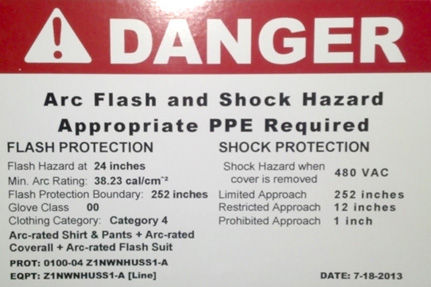 DANGER
Arc Flash and Shock Hazard
Appropriate PPE Required
FLASH PROTECTION
Flash Hazard at 24 inches
Min. Arc Rating: 38.23 cal/cm^2
Flash Protection Boundary: 252 inches
Glove Class 00
Clothing Category: Category 4
Arc-rated Shirt & Pants + Arc-rated
Coverall + Arc-rated Flash Suit
PROT: 0100-04 Z1NWNHUSS1-A
EQPT: Z1NWNHUSS1-A [Line]
SHOCK PROTECTION
Shock Hazard when
cover is removed 480 VAC
Limited Approach 252 inches
Restricted Approach 12 inches
Prohibited Approach 1 inch
DATE: 7-18-2013